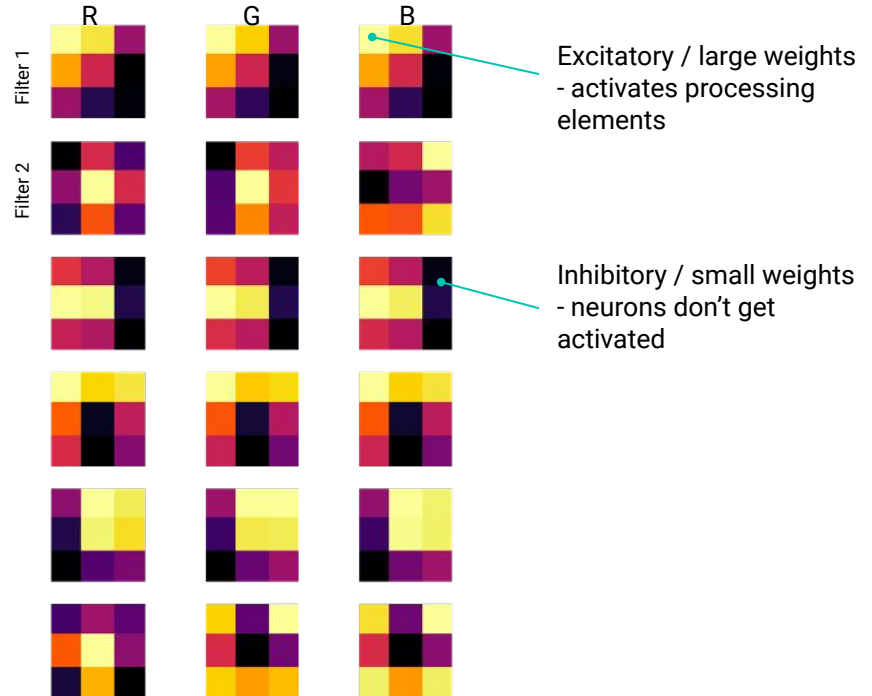 R G B
Filter 1
Excitatory / large weights
- activates processing
elements
Filter 2
Inhibitory / small weights
- neurons don’t get
activated